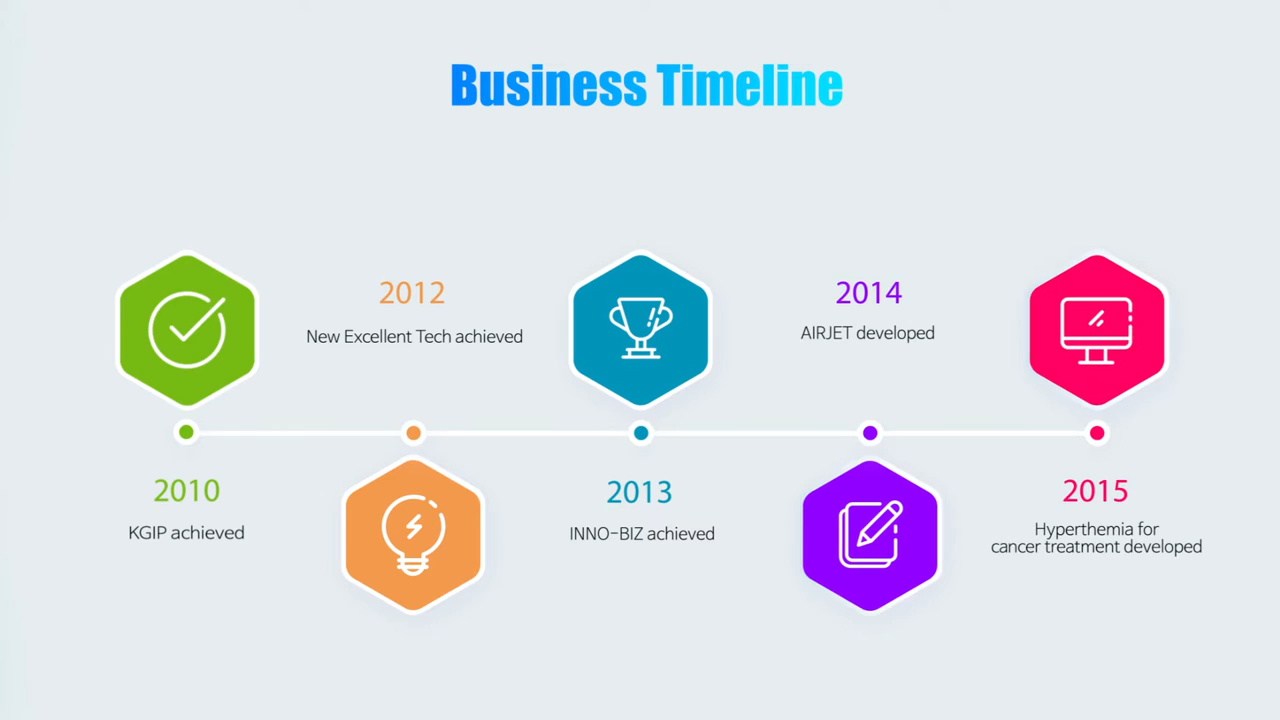 Business Timeline
2010
KGIP achieved
2012
New Excellent Tech achieved
2013
INNO-BIZ achieved
2014
AIRJET developed
2015
Hyperthemia for
cancer treatment developed